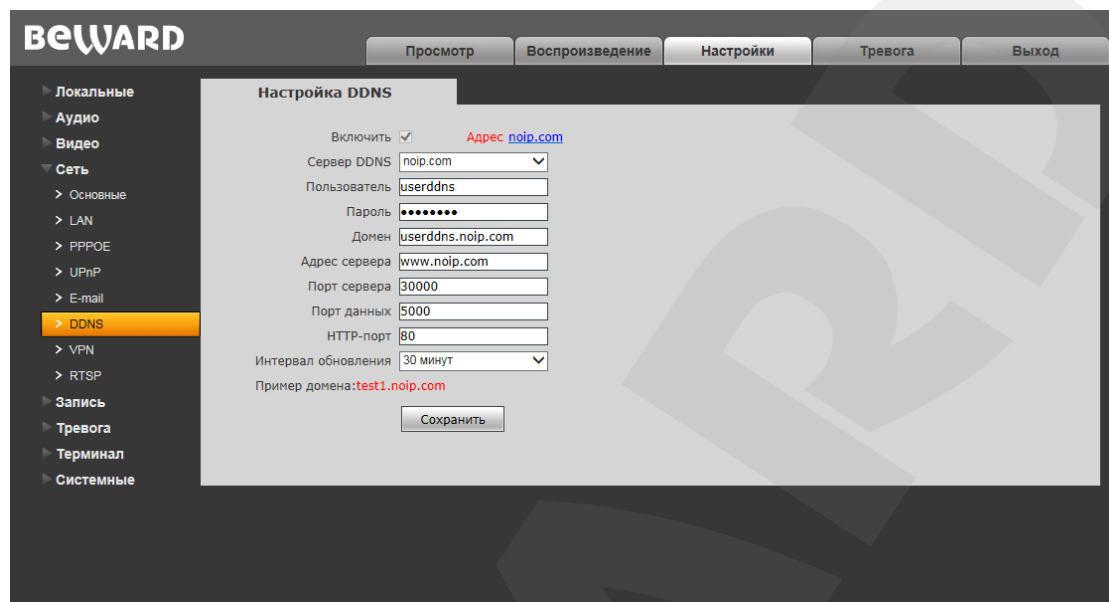 BEWARD
Просмотр Воспроизведение Настройки Тревога Выход
Локальные
Аудио
Видео
Сеть
Основные
LAN
PPPOE
UPnP
E-mail
DDNS
VPN
RTSP
Запись
Тревога
Терминал
Системные
Настройка DDNS
Включить Адрес noip.com
Сервер DDNS noip.com
Пользователь userddns
Пароль ••••••••
Домен userddns.noip.com
Адрес сервера www.noip.com
Порт сервера 30000
Порт данных 5000
HTTP-порт 80
Интервал обновления 30 минут
Пример домена:test1.noip.com
Сохранить